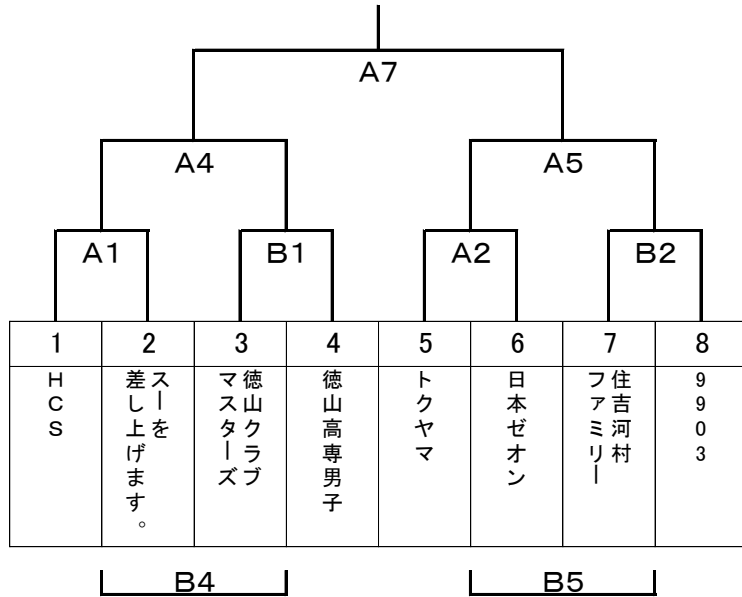 A7
A4
A5
A1
B1
A2
B2
1
2
3
4
5
6
7
8
HCS
スーを
差し上げます。
徳山クラブ
マスターズ
徳山高専男子
トクヤマ
日本ゼオン
住吉河村
ファミリー
9903
B4
B5